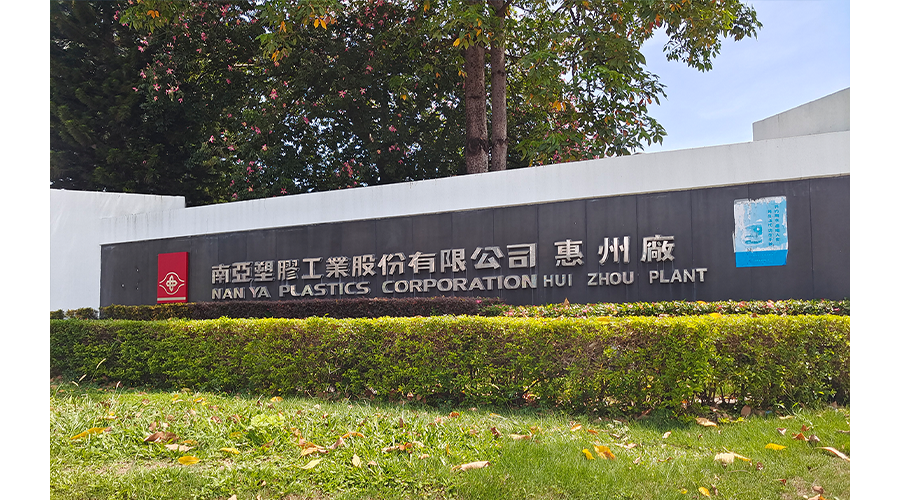 南亞塑膠工業股份有限公司 惠州廠
NAN YA PLASTICS CORPORATION HUI ZHOU PLANT